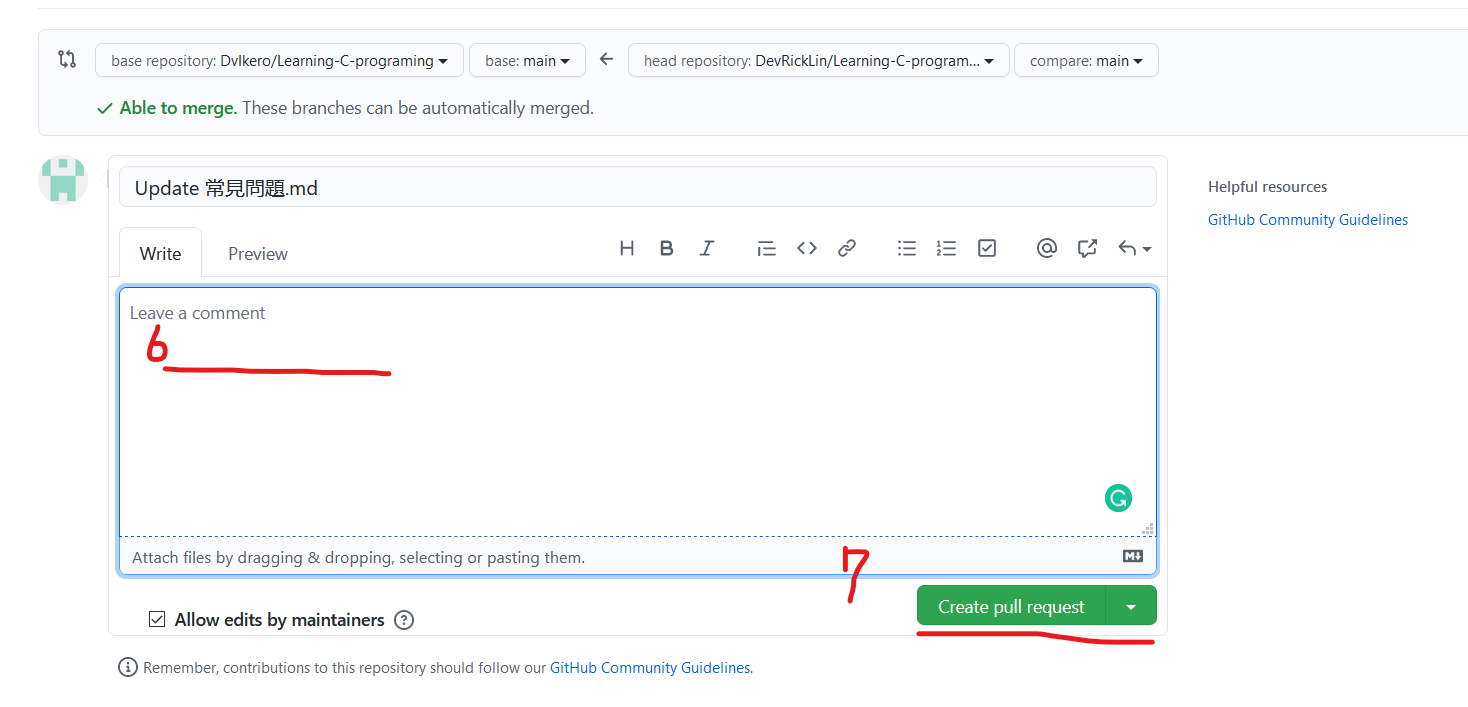 base repository: Dvlkero/Learning-C-programing base: main head repository: DevRickLin/Learning-C-program... compare: main
Able to merge. These branches can be automatically merged.
Update 常見問題.md
Helpful resources
GitHub Community Guidelines
Write Preview
Leave a comment
6
Attach files by dragging & dropping, selecting or pasting them.
7
Create pull request
Allow edits by maintainers
Remember, contributions to this repository should follow our GitHub Community Guidelines.